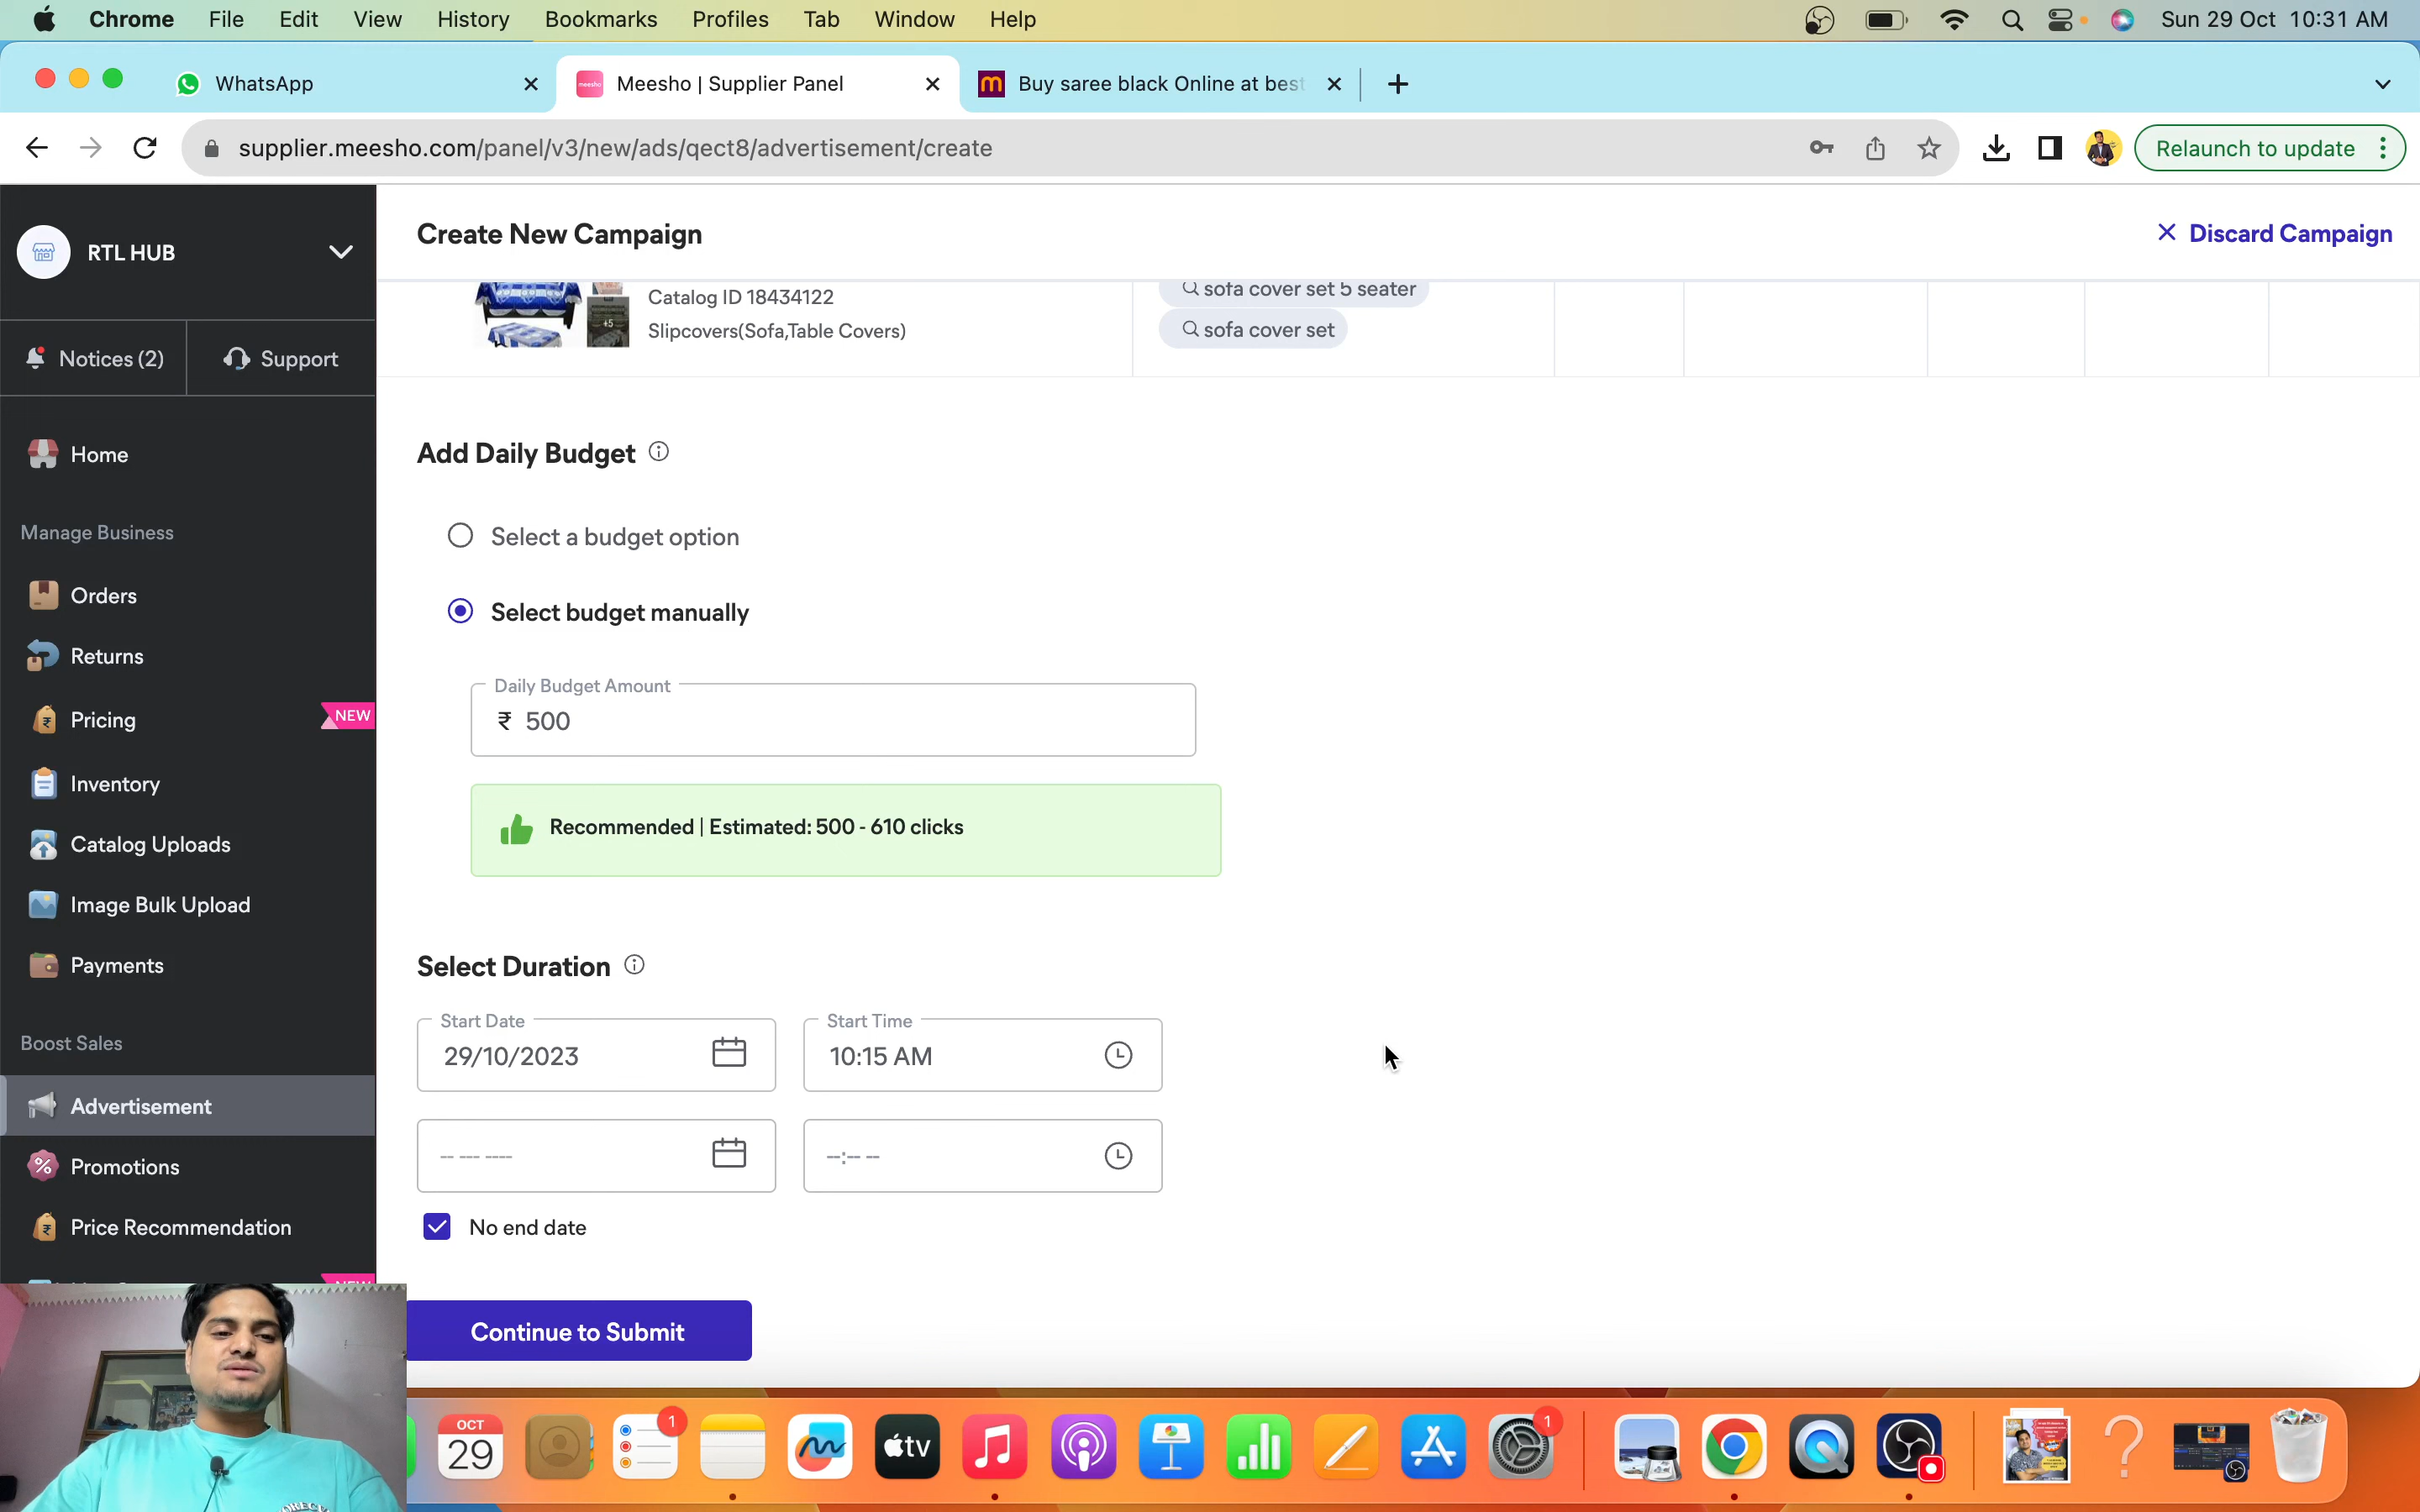 Chrome File Edit View History Bookmarks Profiles Tab Window Help Sun 29 Oct 10:31 AM
WhatsApp
meesho Meesho | Supplier Panel
Buy saree black Online at best
supplier.meesho.com/panel/v3/new/ads/qect8/advertisement/create
Relaunch to update
RTL HUB
Notices (2)
Support
Home
Manage Business
Orders
Returns
Pricing NEW
Inventory
Catalog Uploads
Image Bulk Upload
Payments
Boost Sales
Advertisement
Promotions
Price Recommendation
NEW
Create New Campaign
Discard Campaign
+5
Catalog ID 18434122
Slipcovers(Sofa,Table Covers)
sofa cover set 5 seater
sofa cover set
Add Daily Budget
Select a budget option
Select budget manually
Daily Budget Amount
₹ 500
Recommended | Estimated: 500 - 610 clicks
Select Duration
Start Date
29/10/2023
Start Time
10:15 AM
-- --- ----
--:-- --
No end date
Continue to Submit
OCT
29
1
tv
1